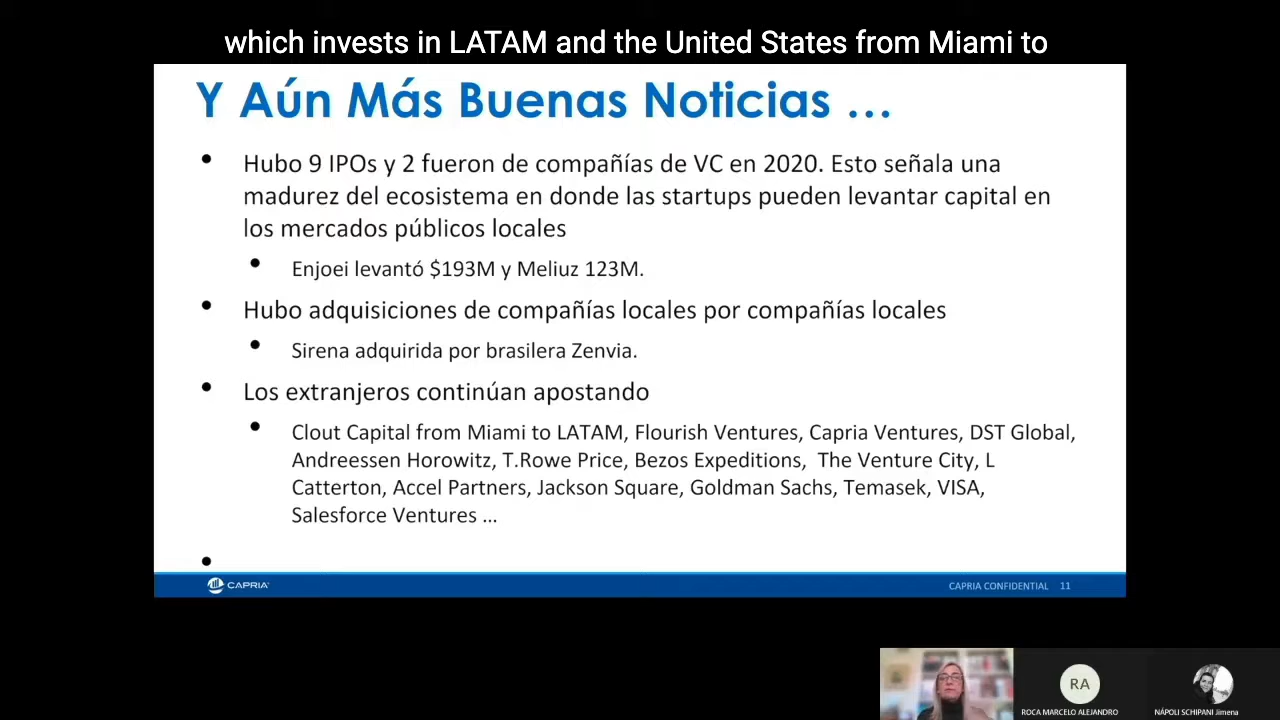 which invests in LATAM and the United States from Miami to
Y Aún Más Buenas Noticias ...
Hubo 9 IPOs y 2 fueron de compañías de VC en 2020. Esto señala una
madurez del ecosistema en donde las startups pueden levantar capital en
los mercados públicos locales
Enjoei levantó $193M y Meliuz 123M.
Hubo adquisiciones de compañías locales por compañías locales
Sirena adquirida por brasilera Zenvia.
Los extranjeros continúan apostando
Clout Capital from Miami to LATAM, Flourish Ventures, Capria Ventures, DST Global,
Andreessen Horowitz, T.Rowe Price, Bezos Expeditions, The Venture City, L
Catterton, Accel Partners, Jackson Square, Goldman Sachs, Temasek, VISA,
Salesforce Ventures ...
CAPRIA
CAPRIA CONFIDENTIAL 11
RA
ROCA MARCELO ALEJANDRO
NÁPOLI SCHIPANI Jimena